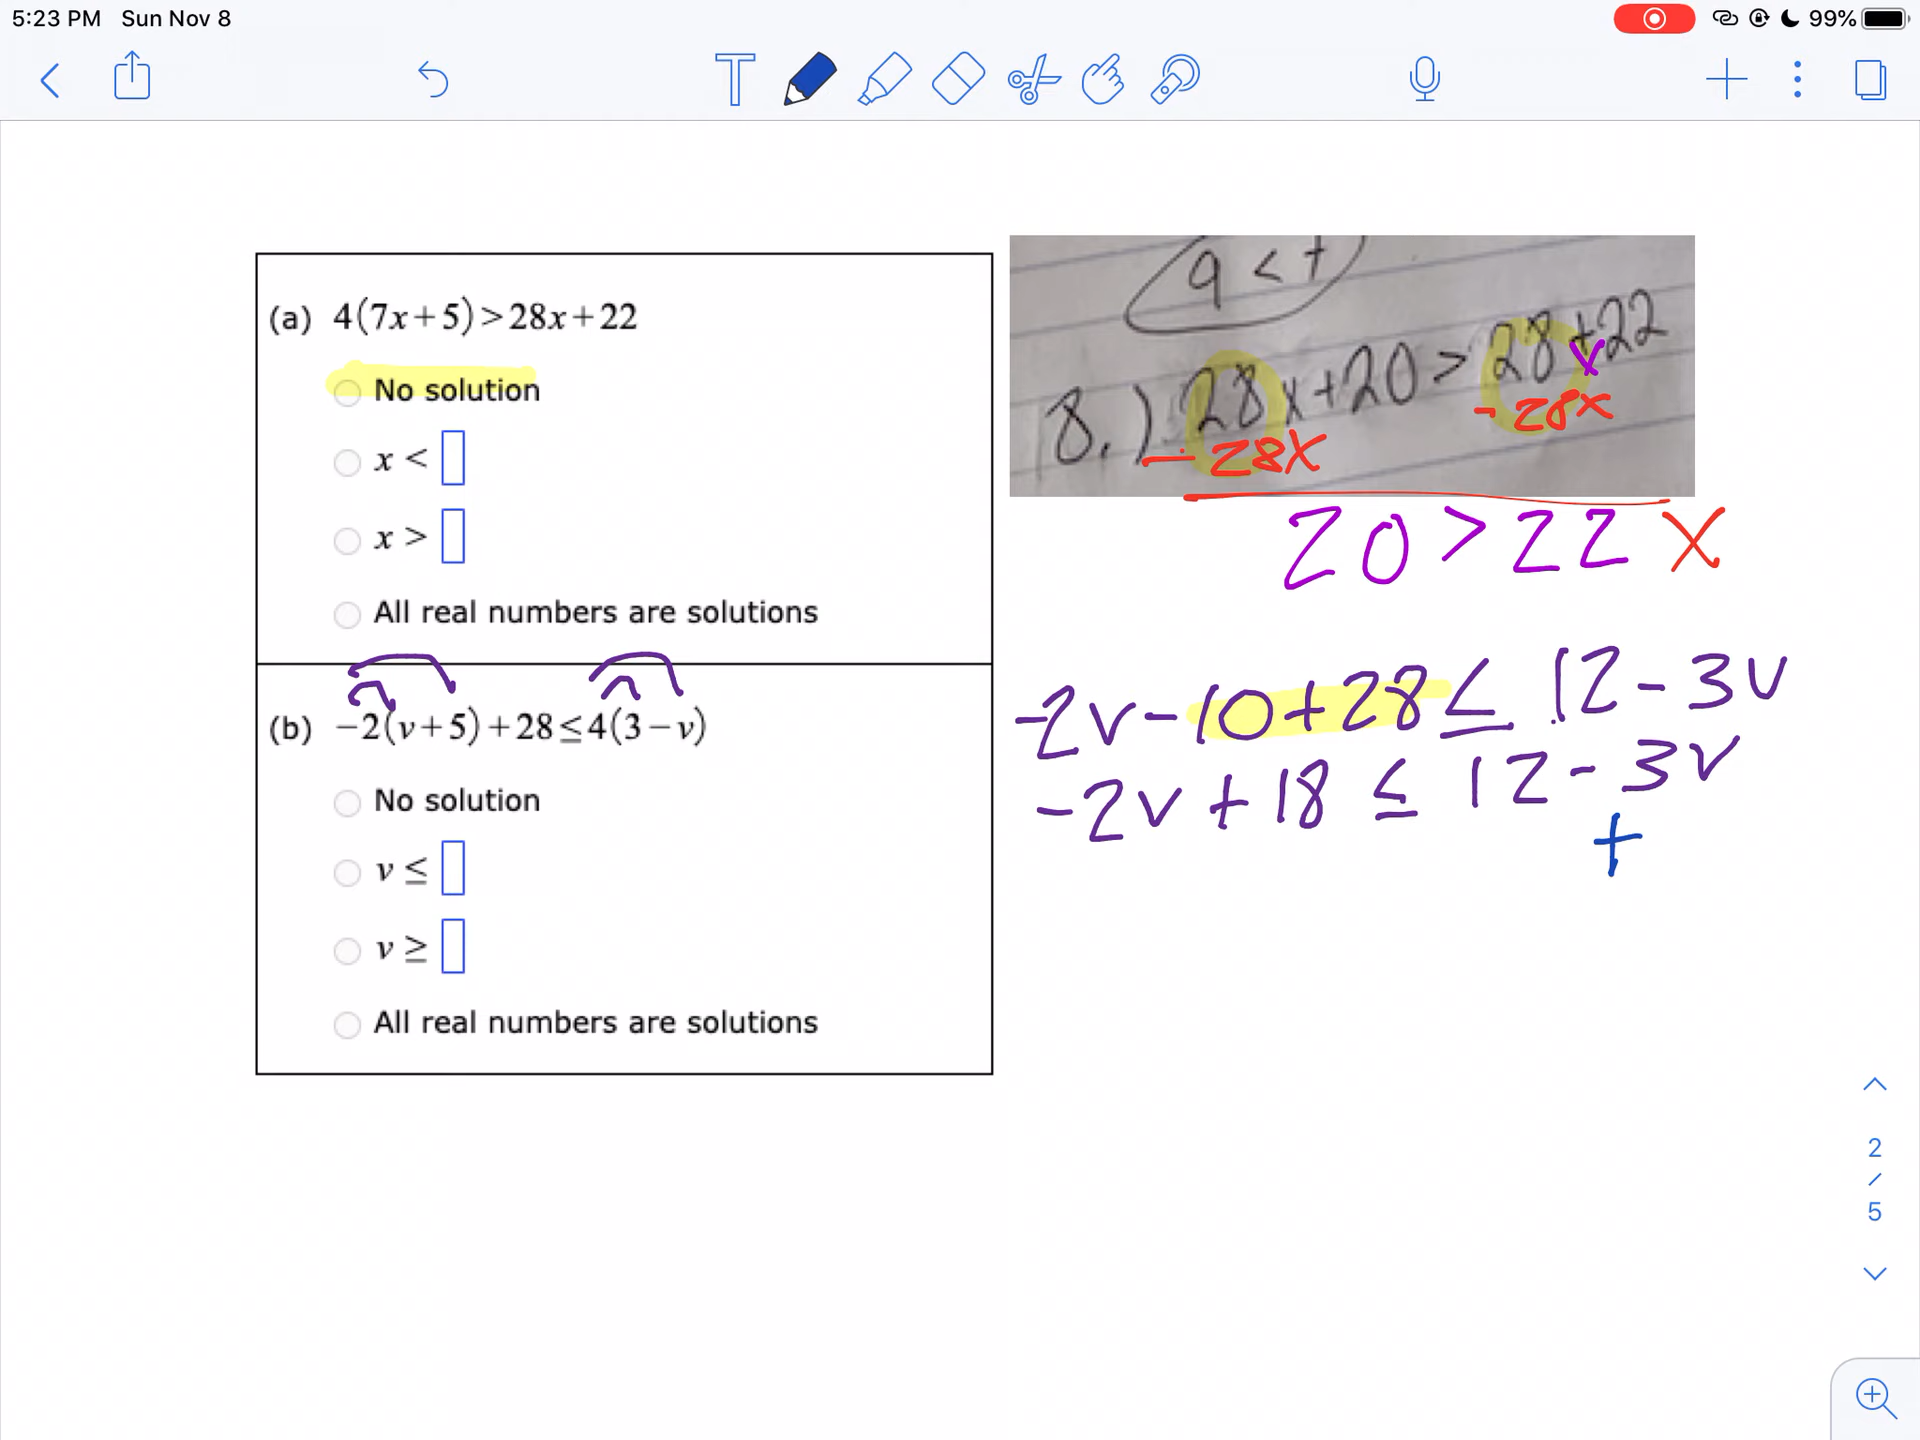 5:23 PM Sun Nov 8
99%
(a) 4(7x+5)>28x+22
No solution
x <
x >
All real numbers are solutions
(b) −2(v+5)+28≤4(3−v)
No solution
v ≤
v ≥
All real numbers are solutions
9 < t
8.) 28x+20 > 28x+22
- 28x - 28x
20 > 22 X
-2v-10+28 ≤ 12-3v
-2v+18 ≤ 12-3v
+
2
/
5